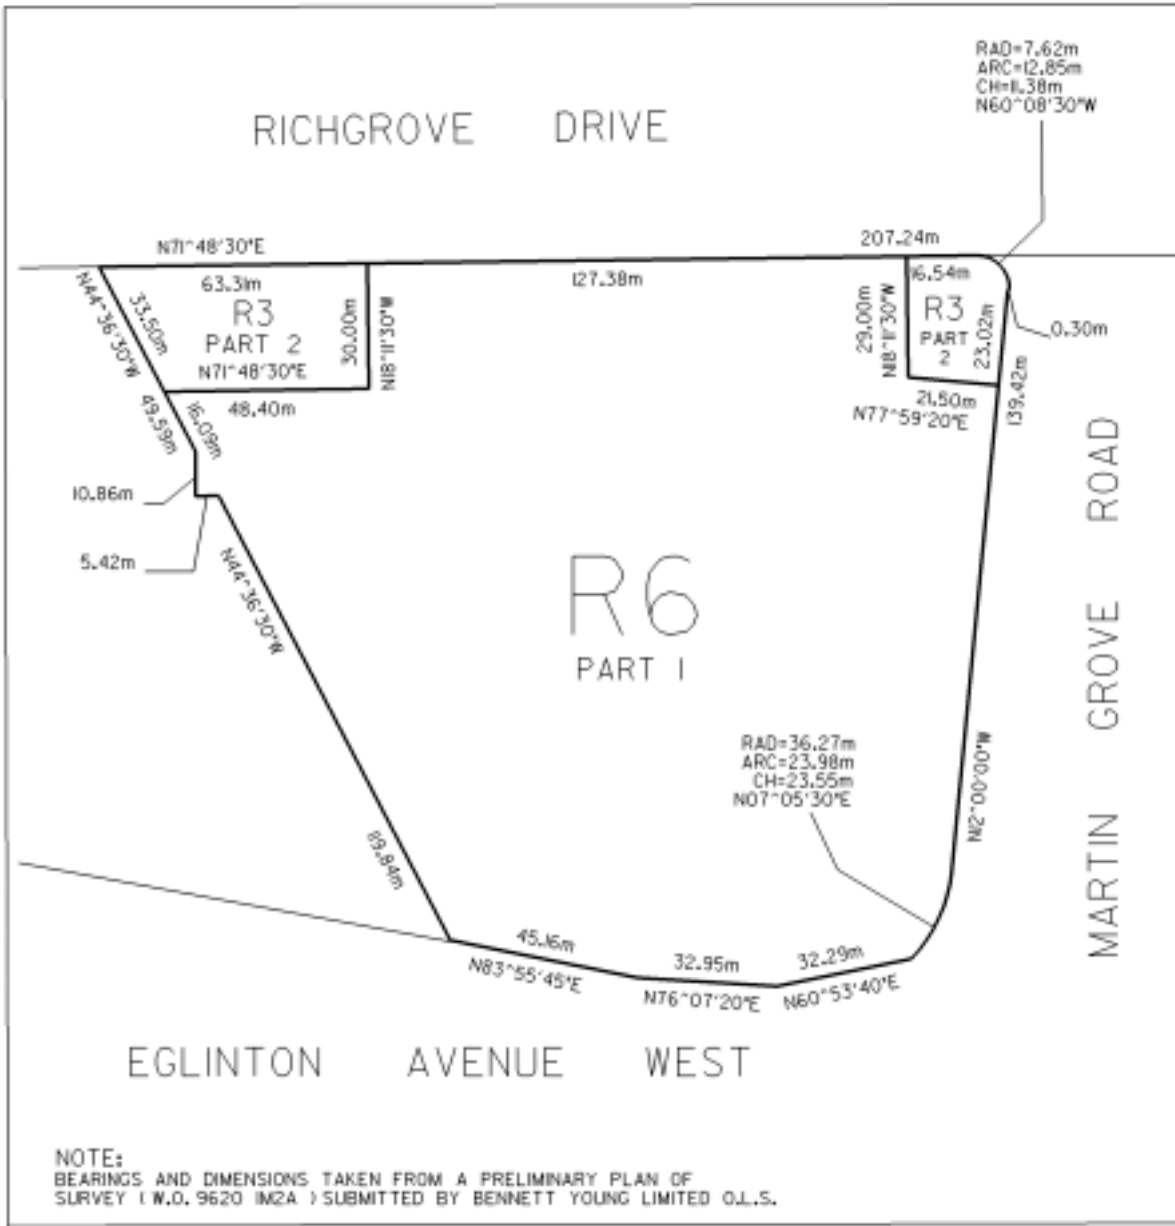 RAD=7.62m
ARC=12.85m
CH=11.38m
N60^08'30"W
RICHGROVE DRIVE
N71^48'30"E
207.24m
63.31m
127.38m
16.54m
R3
PART 2
N71^48'30"E
48.40m
30.00m
N18^11'30"W
N44^36'30"W
33.50m
49.59m
16.09m
29.00m
N18^11'30"W
R3
PART
2
23.02m
0.30m
139.42m
21.50m
N77^59'20"E
10.86m
5.42m
N44^36'30"W
R6
PART 1
MARTIN GROVE ROAD
RAD=36.27m
ARC=23.98m
CH=23.55m
N07^05'30"E
N12^00'00"W
89.84m
45.16m
N83^55'45"E
32.95m
N76^07'20"E
32.29m
N60^53'40"E
EGLINTON AVENUE WEST
NOTE:
BEARINGS AND DIMENSIONS TAKEN FROM A PRELIMINARY PLAN OF
SURVEY ( W.O. 9620 1M2A ) SUBMITTED BY BENNETT YOUNG LIMITED O.L.S.